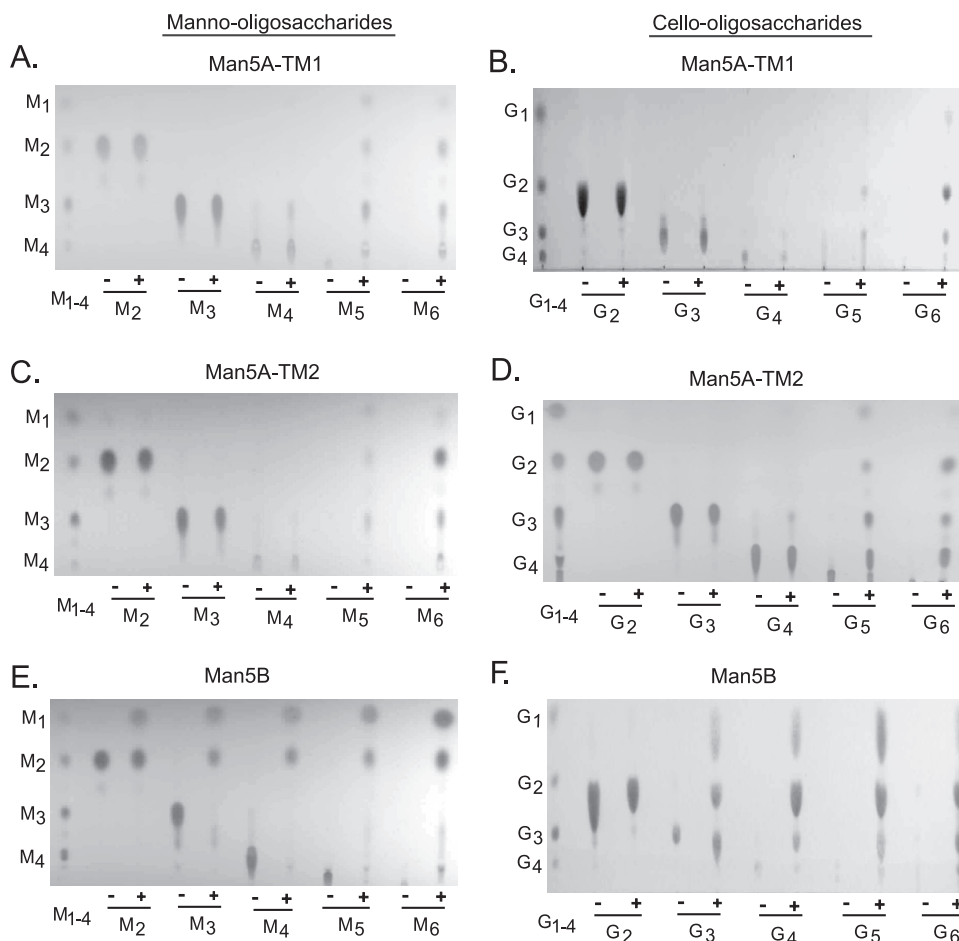 Manno-oligosaccharides
Cello-oligosaccharides
A.
Man5A-TM1
M1
M2
M3
M4
- + - + - + - + - +
M1-4 M2 M3 M4 M5 M6
B.
Man5A-TM1
G1
G2
G3
G4
- + - + - + - + - +
G1-4 G2 G3 G4 G5 G6
C.
Man5A-TM2
M1
M2
M3
M4
- + - + - + - + - +
M1-4 M2 M3 M4 M5 M6
D.
Man5A-TM2
G1
G2
G3
G4
- + - + - + - + - +
G1-4 G2 G3 G4 G5 G6
E.
Man5B
M1
M2
M3
M4
- + - + - + - + - +
M1-4 M2 M3 M4 M5 M6
F.
Man5B
G1
G2
G3
G4
- + - + - + - + - +
G1-4 G2 G3 G4 G5 G6